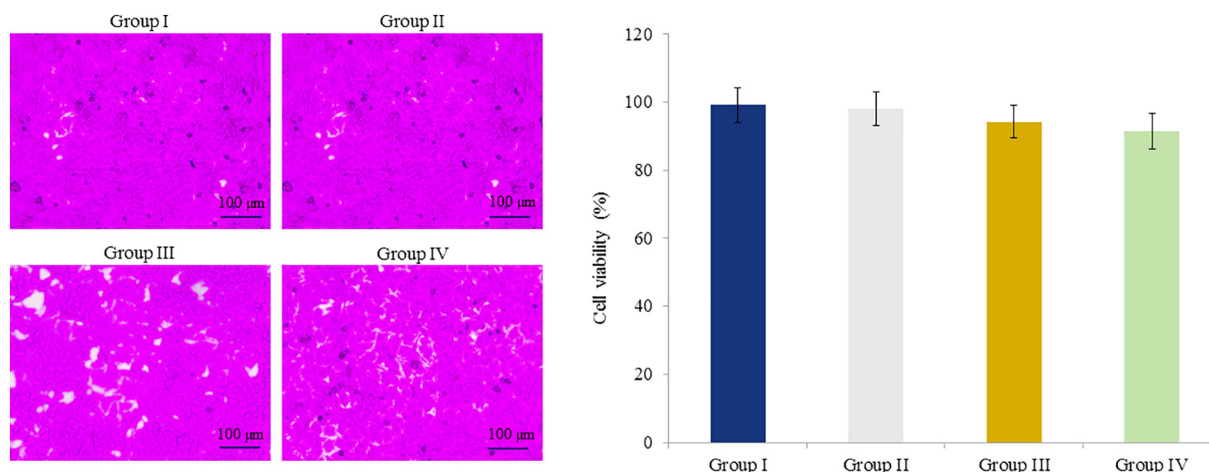 Group I
Group II
100 μm
100 μm
Group III
Group IV
100 μm
100 μm
120
100
80
60
40
20
0
Cell viability (%)
Group I
Group II
Group III
Group IV